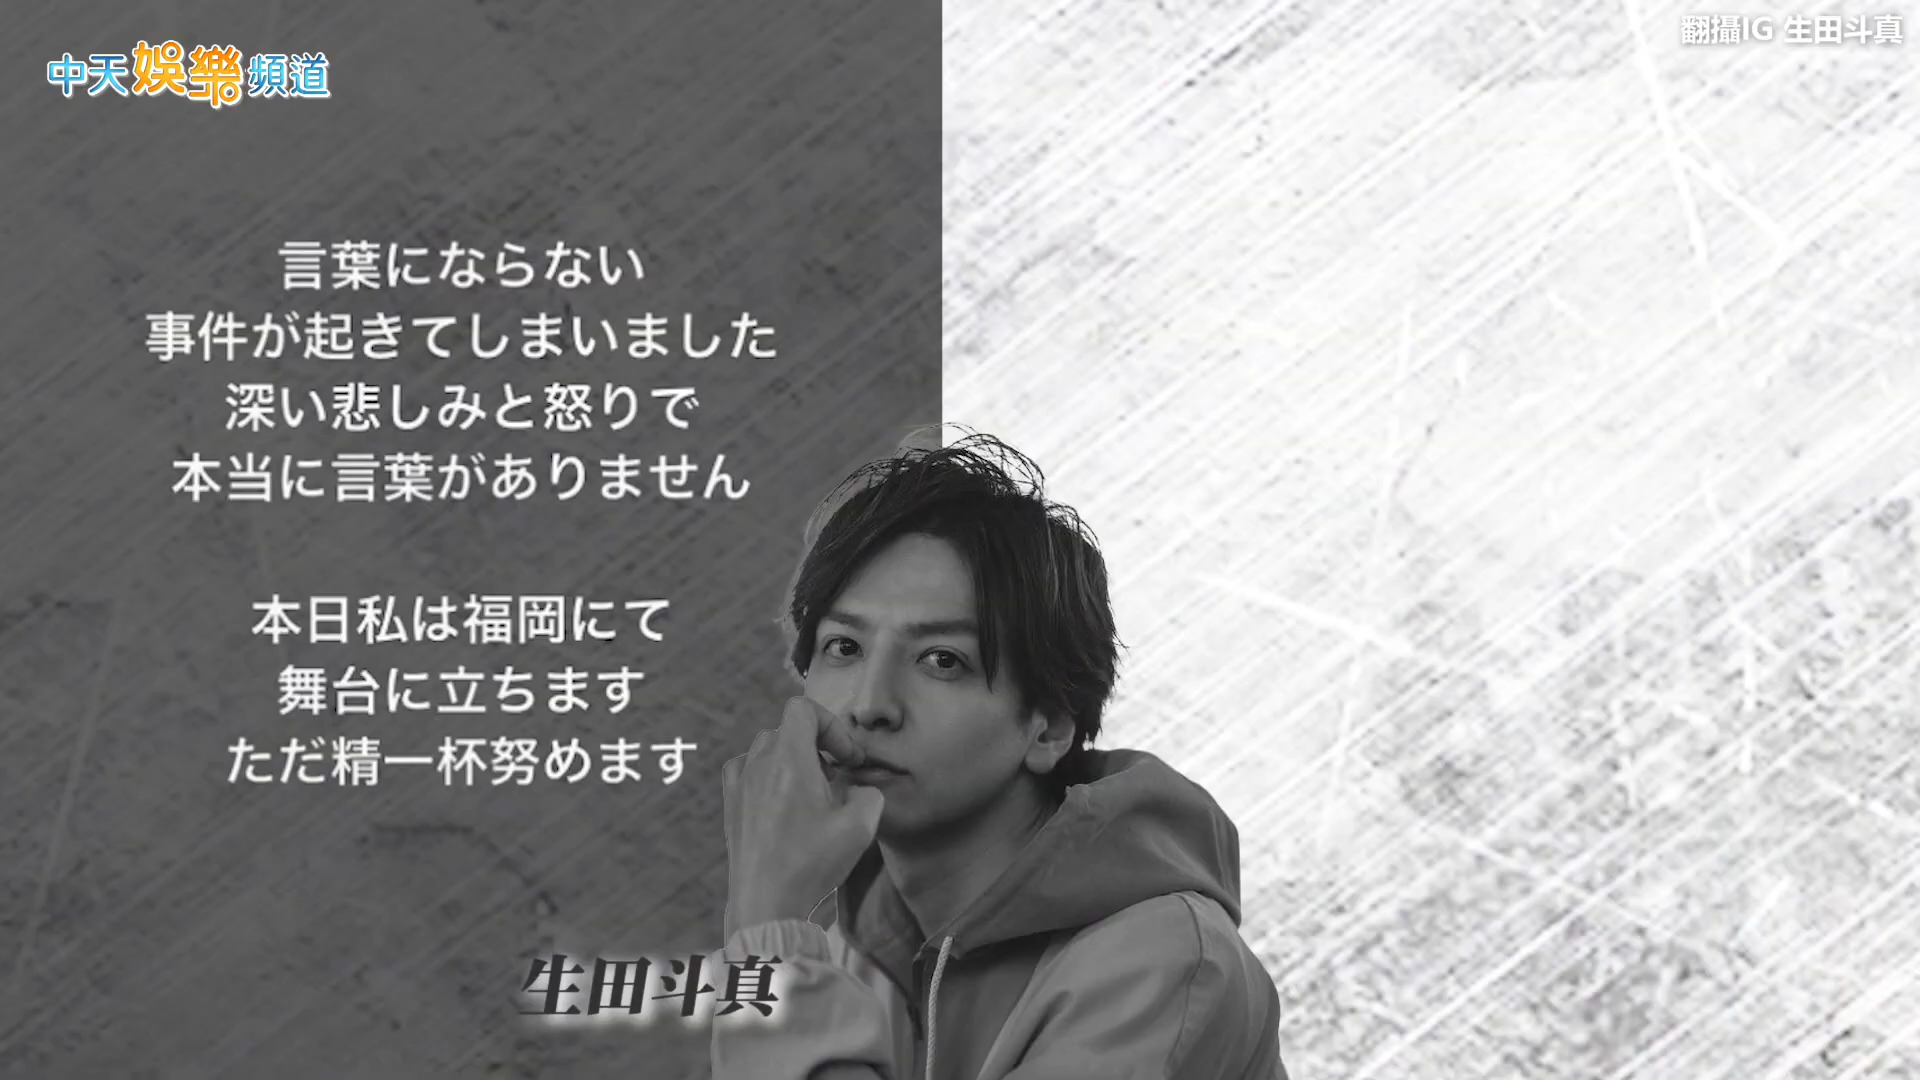 中天娛樂頻道
翻攝IG 生田斗真
言葉にならない
事件が起きてしまいました
深い悲しみと怒りで
本当に言葉がありません
本日私は福岡にて
舞台に立ちます
ただ精一杯努めます
生田斗真